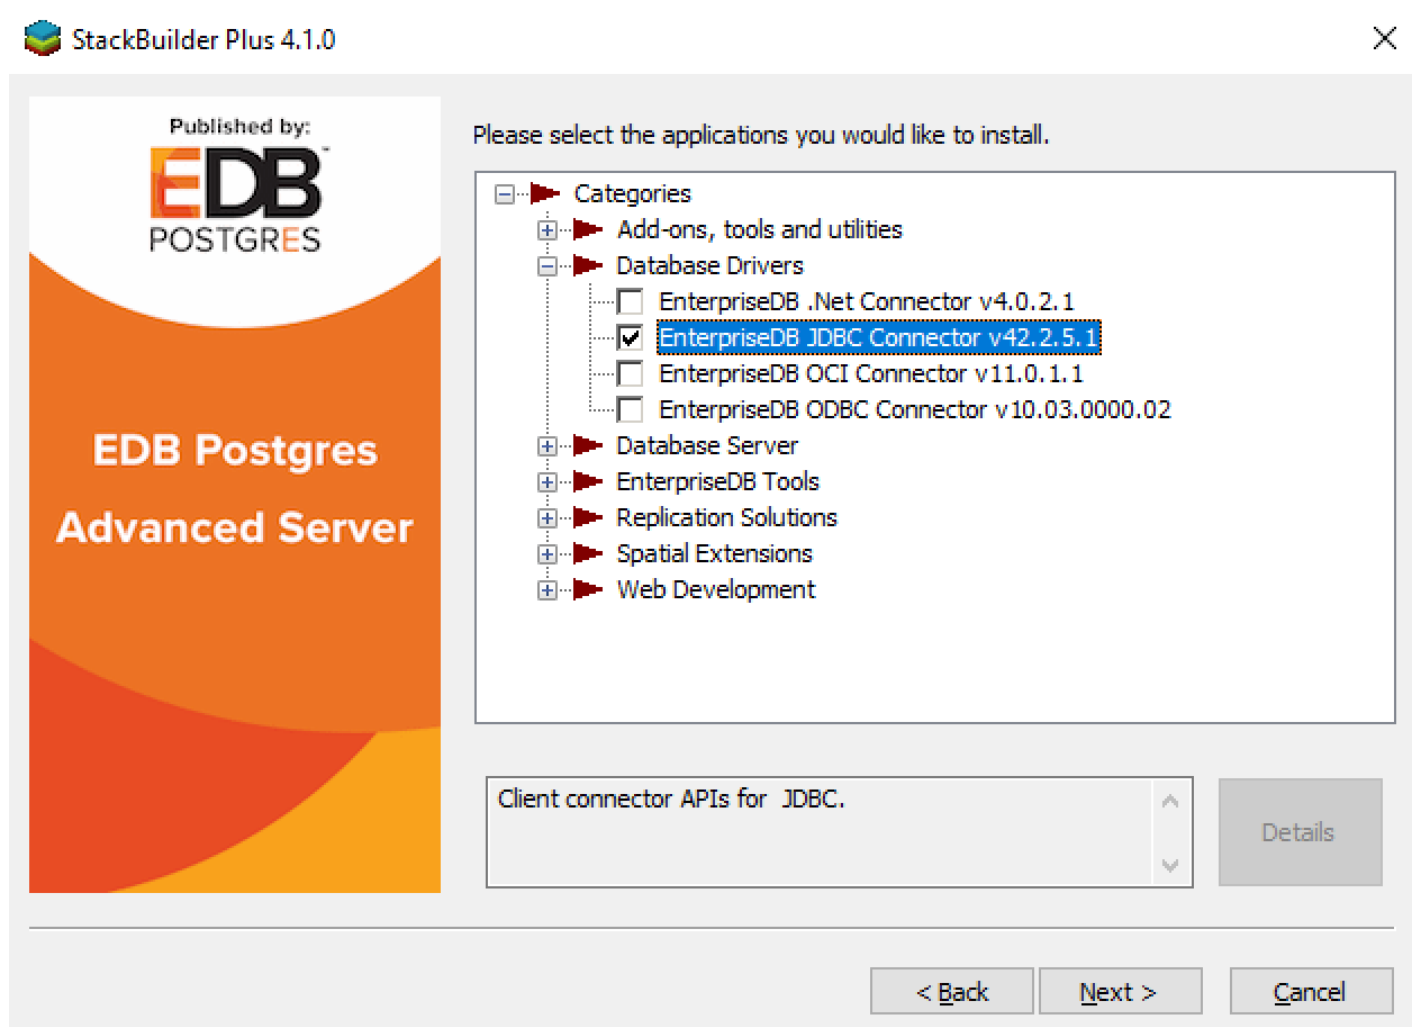 StackBuilder Plus 4.1.0
Published by:
EDB™
POSTGRES
EDB Postgres
Advanced Server
Please select the applications you would like to install.
Categories
Add-ons, tools and utilities
Database Drivers
EnterpriseDB .Net Connector v4.0.2.1
EnterpriseDB JDBC Connector v42.2.5.1
EnterpriseDB OCI Connector v11.0.1.1
EnterpriseDB ODBC Connector v10.03.0000.02
Database Server
EnterpriseDB Tools
Replication Solutions
Spatial Extensions
Web Development
Client connector APIs for  JDBC.
Details
< Back
Next >
Cancel